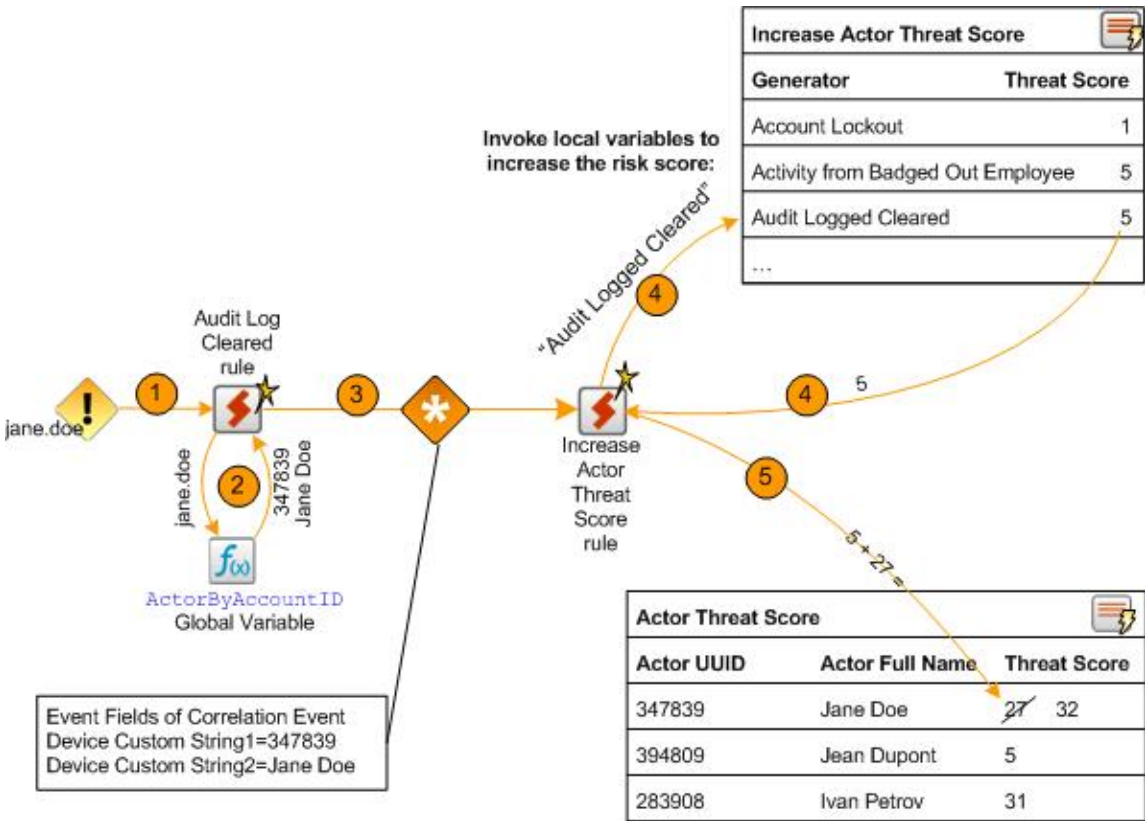 Increase Actor Threat Score
Generator Threat Score
Account Lockout 1
Activity from Badged Out Employee 5
Audit Logged Cleared 5
...
Invoke local variables to
increase the risk score:
"Audit Logged Cleared"
4
Audit Log
Cleared
rule
!
jane.doe
1
3
*
4
5
Increase
Actor
Threat
Score
rule
jane.doe
2
347839
Jane Doe
f(x)
ActorByAccountID
Global Variable
5
5 + 27 =
Event Fields of Correlation Event
Device Custom String1=347839
Device Custom String2=Jane Doe
Actor Threat Score
Actor UUID Actor Full Name Threat Score
347839 Jane Doe 27 32
394809 Jean Dupont 5
283908 Ivan Petrov 31